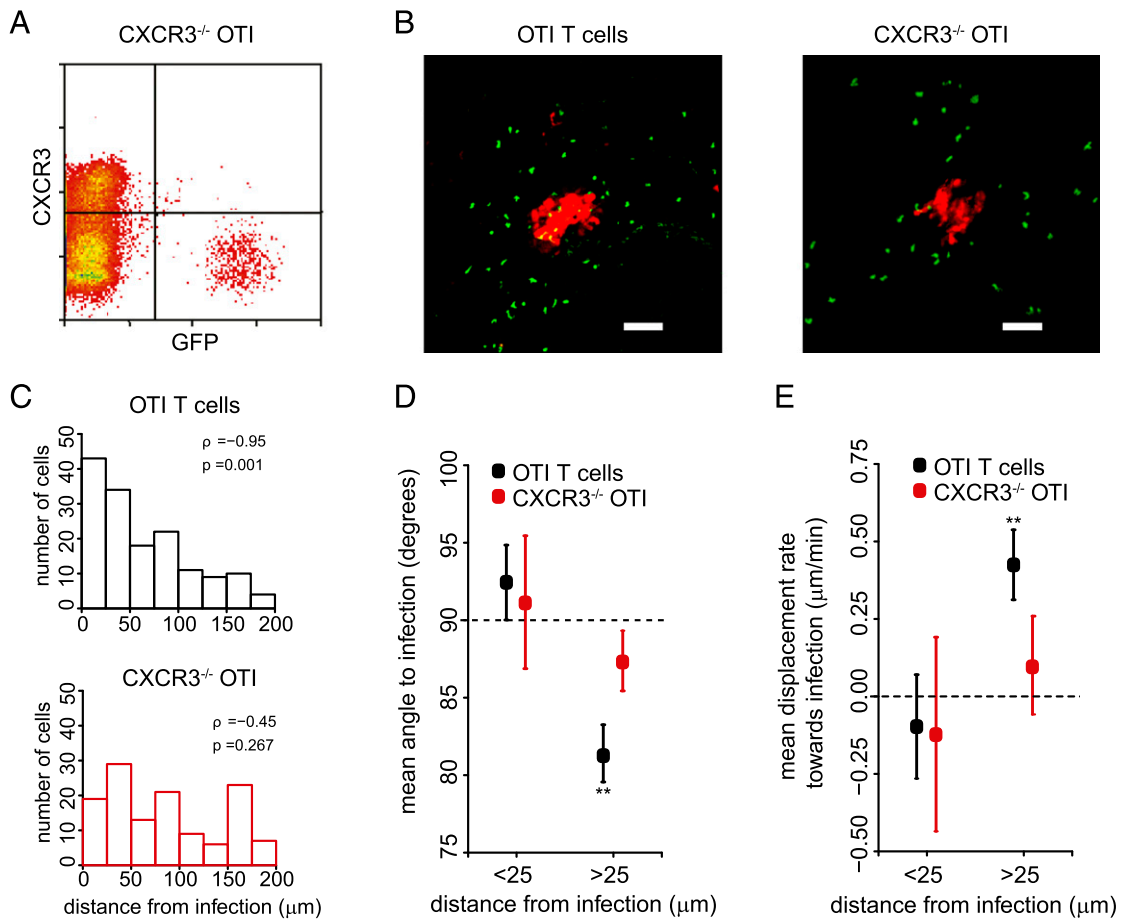 A
CXCR3-/- OTI
CXCR3
GFP
B
OTI T cells
CXCR3-/- OTI
C
OTI T cells
ρ =−0.95
p =0.001
number of cells
50
40
30
20
10
0
0 50 100 150 200
CXCR3-/- OTI
ρ =−0.45
p =0.267
number of cells
50
40
30
20
10
0
0 50 100 150 200
distance from infection (μm)
D
OTI T cells
CXCR3-/- OTI
mean angle to infection (degrees)
100
95
90
85
80
75
**
<25 >25
distance from infection (μm)
E
OTI T cells
CXCR3-/- OTI
**
mean displacement rate
towards infection (μm/min)
0.75
0.50
0.25
0.00
−0.25
−0.50
<25 >25
distance from infection (μm)